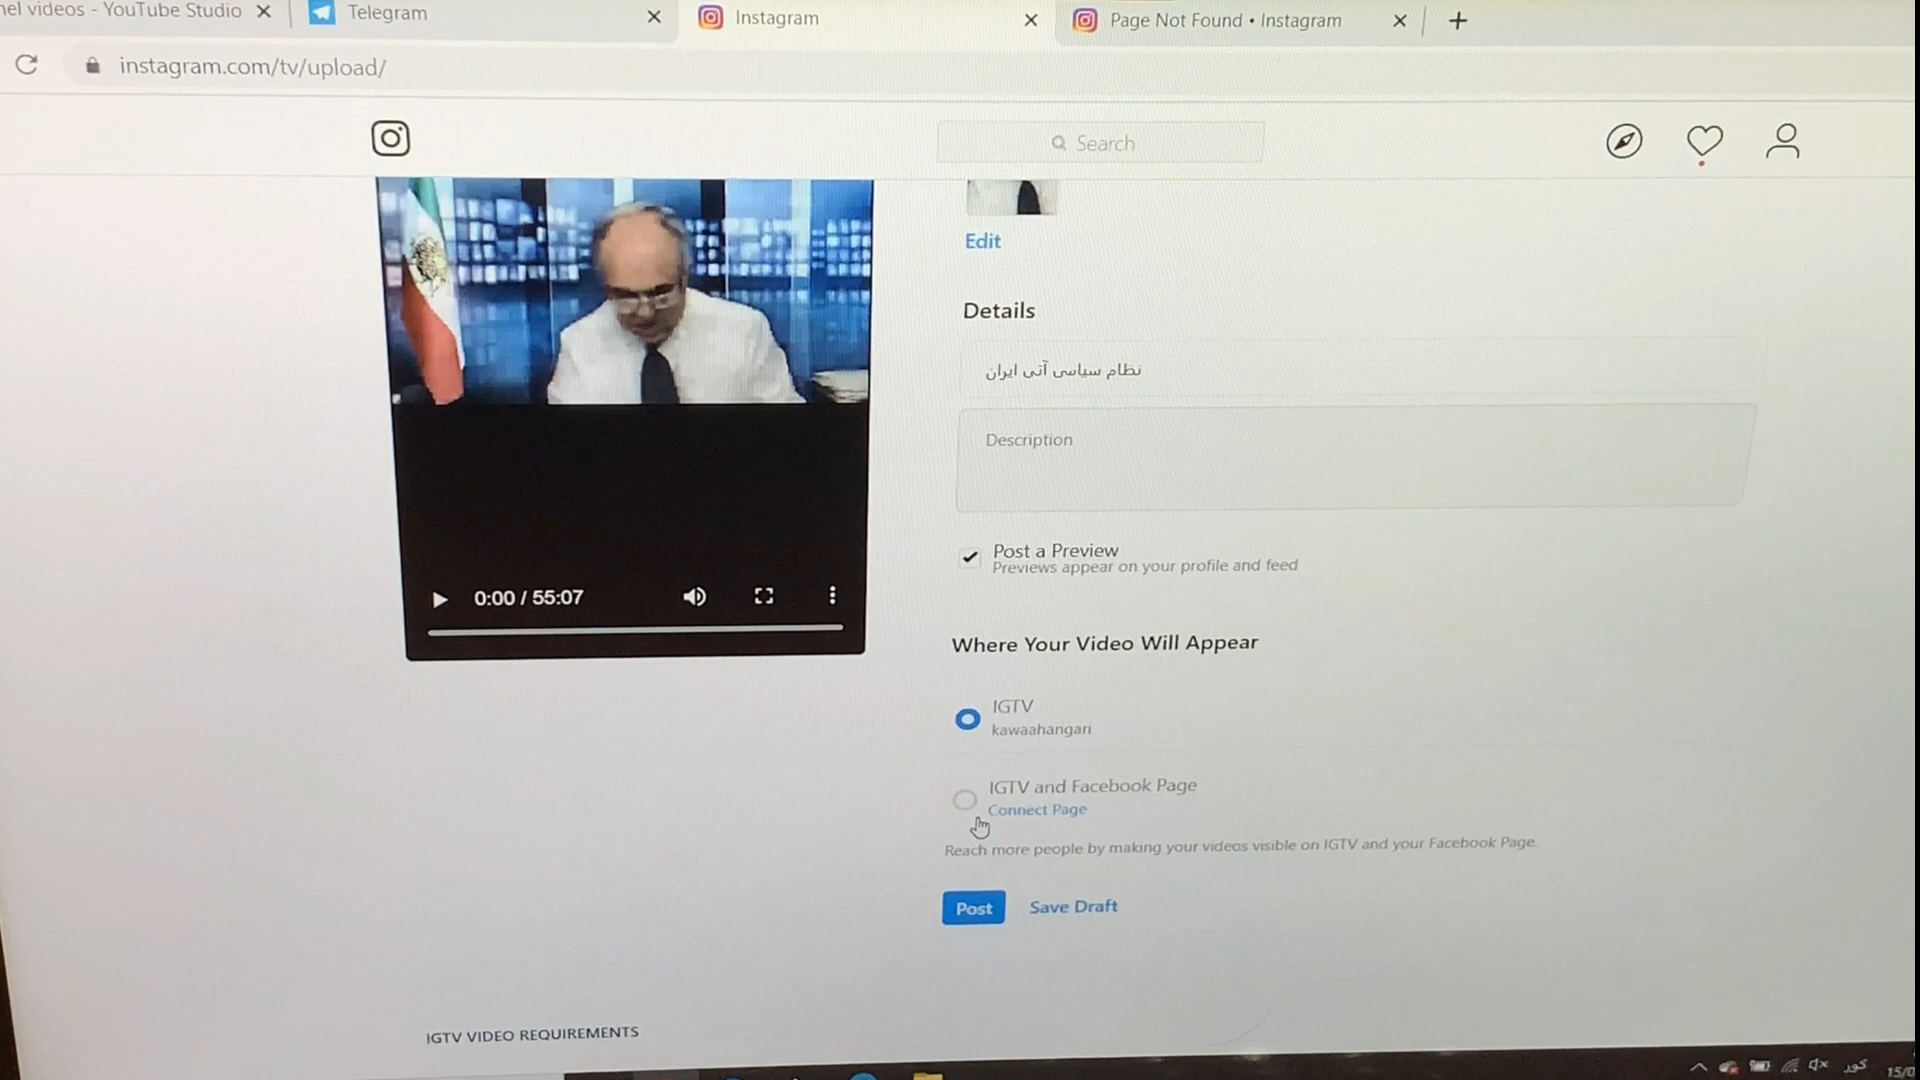 nel videos - YouTube Studio
Telegram
Instagram
Page Not Found • Instagram
instagram.com/tv/upload/
Search
Edit
Details
نظام سیاسی آتی ایران
Description
Post a Preview
Previews appear on your profile and feed
0:00 / 55:07
Where Your Video Will Appear
IGTV
kawaahangari
IGTV and Facebook Page
Connect Page
Reach more people by making your videos visible on IGTV and your Facebook Page.
Post
Save Draft
IGTV VIDEO REQUIREMENTS
کور
15/0